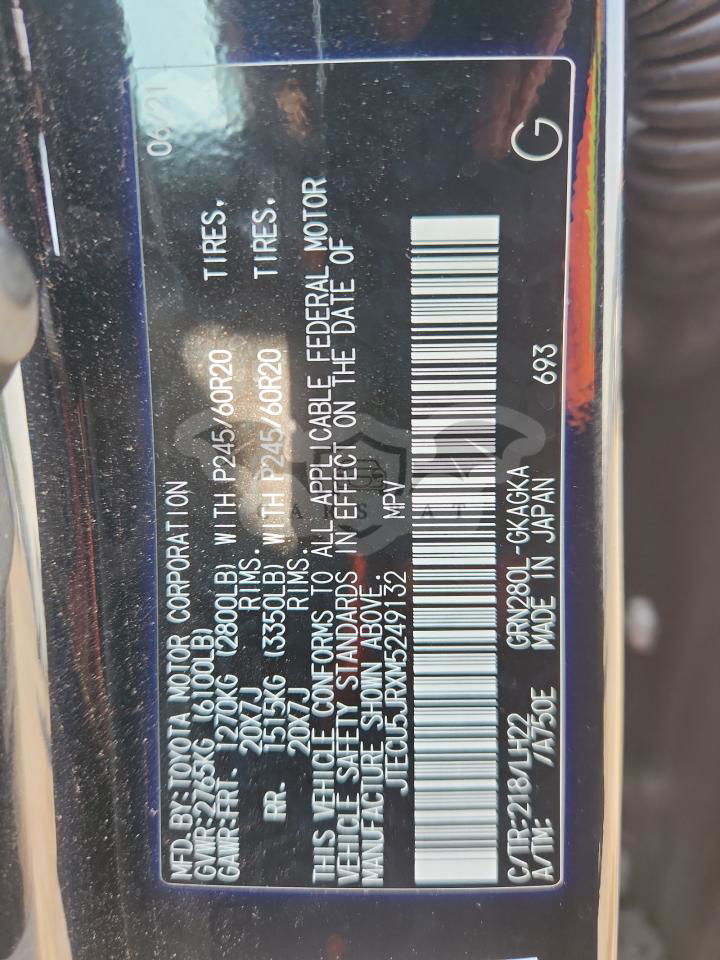 MFD.BY:TOYOTA MOTOR CORPORATION 06/21
GVWR:2765KG (6100LB)
GAWR:FRT. 1270KG (2800LB) WITH P245/60R20 TIRES,
20X7J RIMS.
RR. 1515KG (3350LB) WITH P245/60R20 TIRES,
20X7J RIMS.
THIS VEHICLE CONFORMS TO ALL APPLICABLE FEDERAL MOTOR
VEHICLE SAFETY STANDARDS IN EFFECT ON THE DATE OF
MANUFACTURE SHOWN ABOVE.
JTECU5JRXM5249132 MPV
C/TR:218/LH22 GRN280L-GKAGKA G
A/TM: /A750E MADE IN JAPAN 693